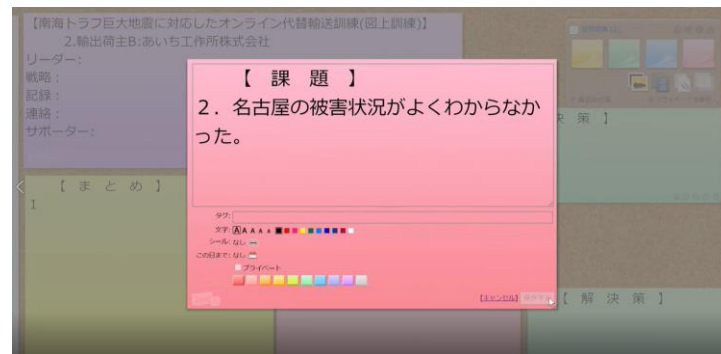 【南海トラフ巨大地震に対応したオンライン代替輸送訓練(図上訓練)】
2.輸出荷主B:あいち工作所株式会社
リーダー:
戦略:
記録:
連絡:
サポーター:
【課題】
2．名古屋の被害状況がよくわからなか
った。
決策】
【まとめ】
1
タグ:
文字: A A A A A
シール: なし
この日まで: なし
プライベート
[キャンセル]
【解決策】